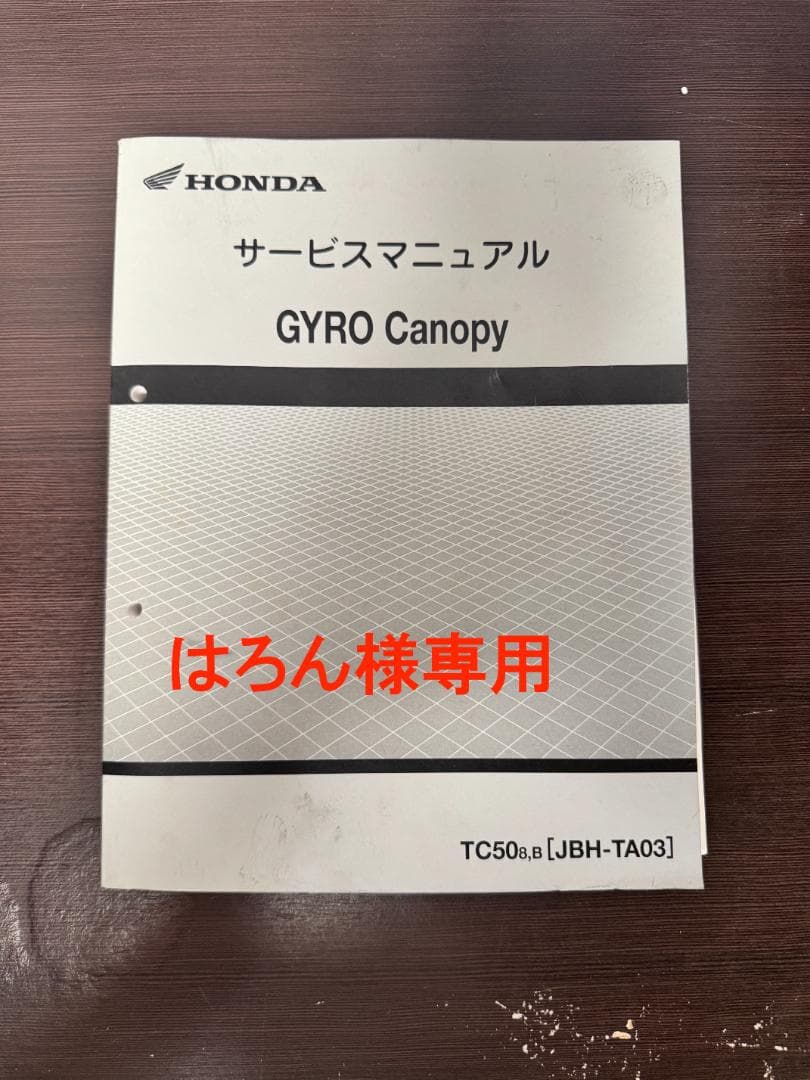 HONDA
サービスマニュアル
GYRO Canopy
はろん様専用
TC508,B［JBH-TA03］